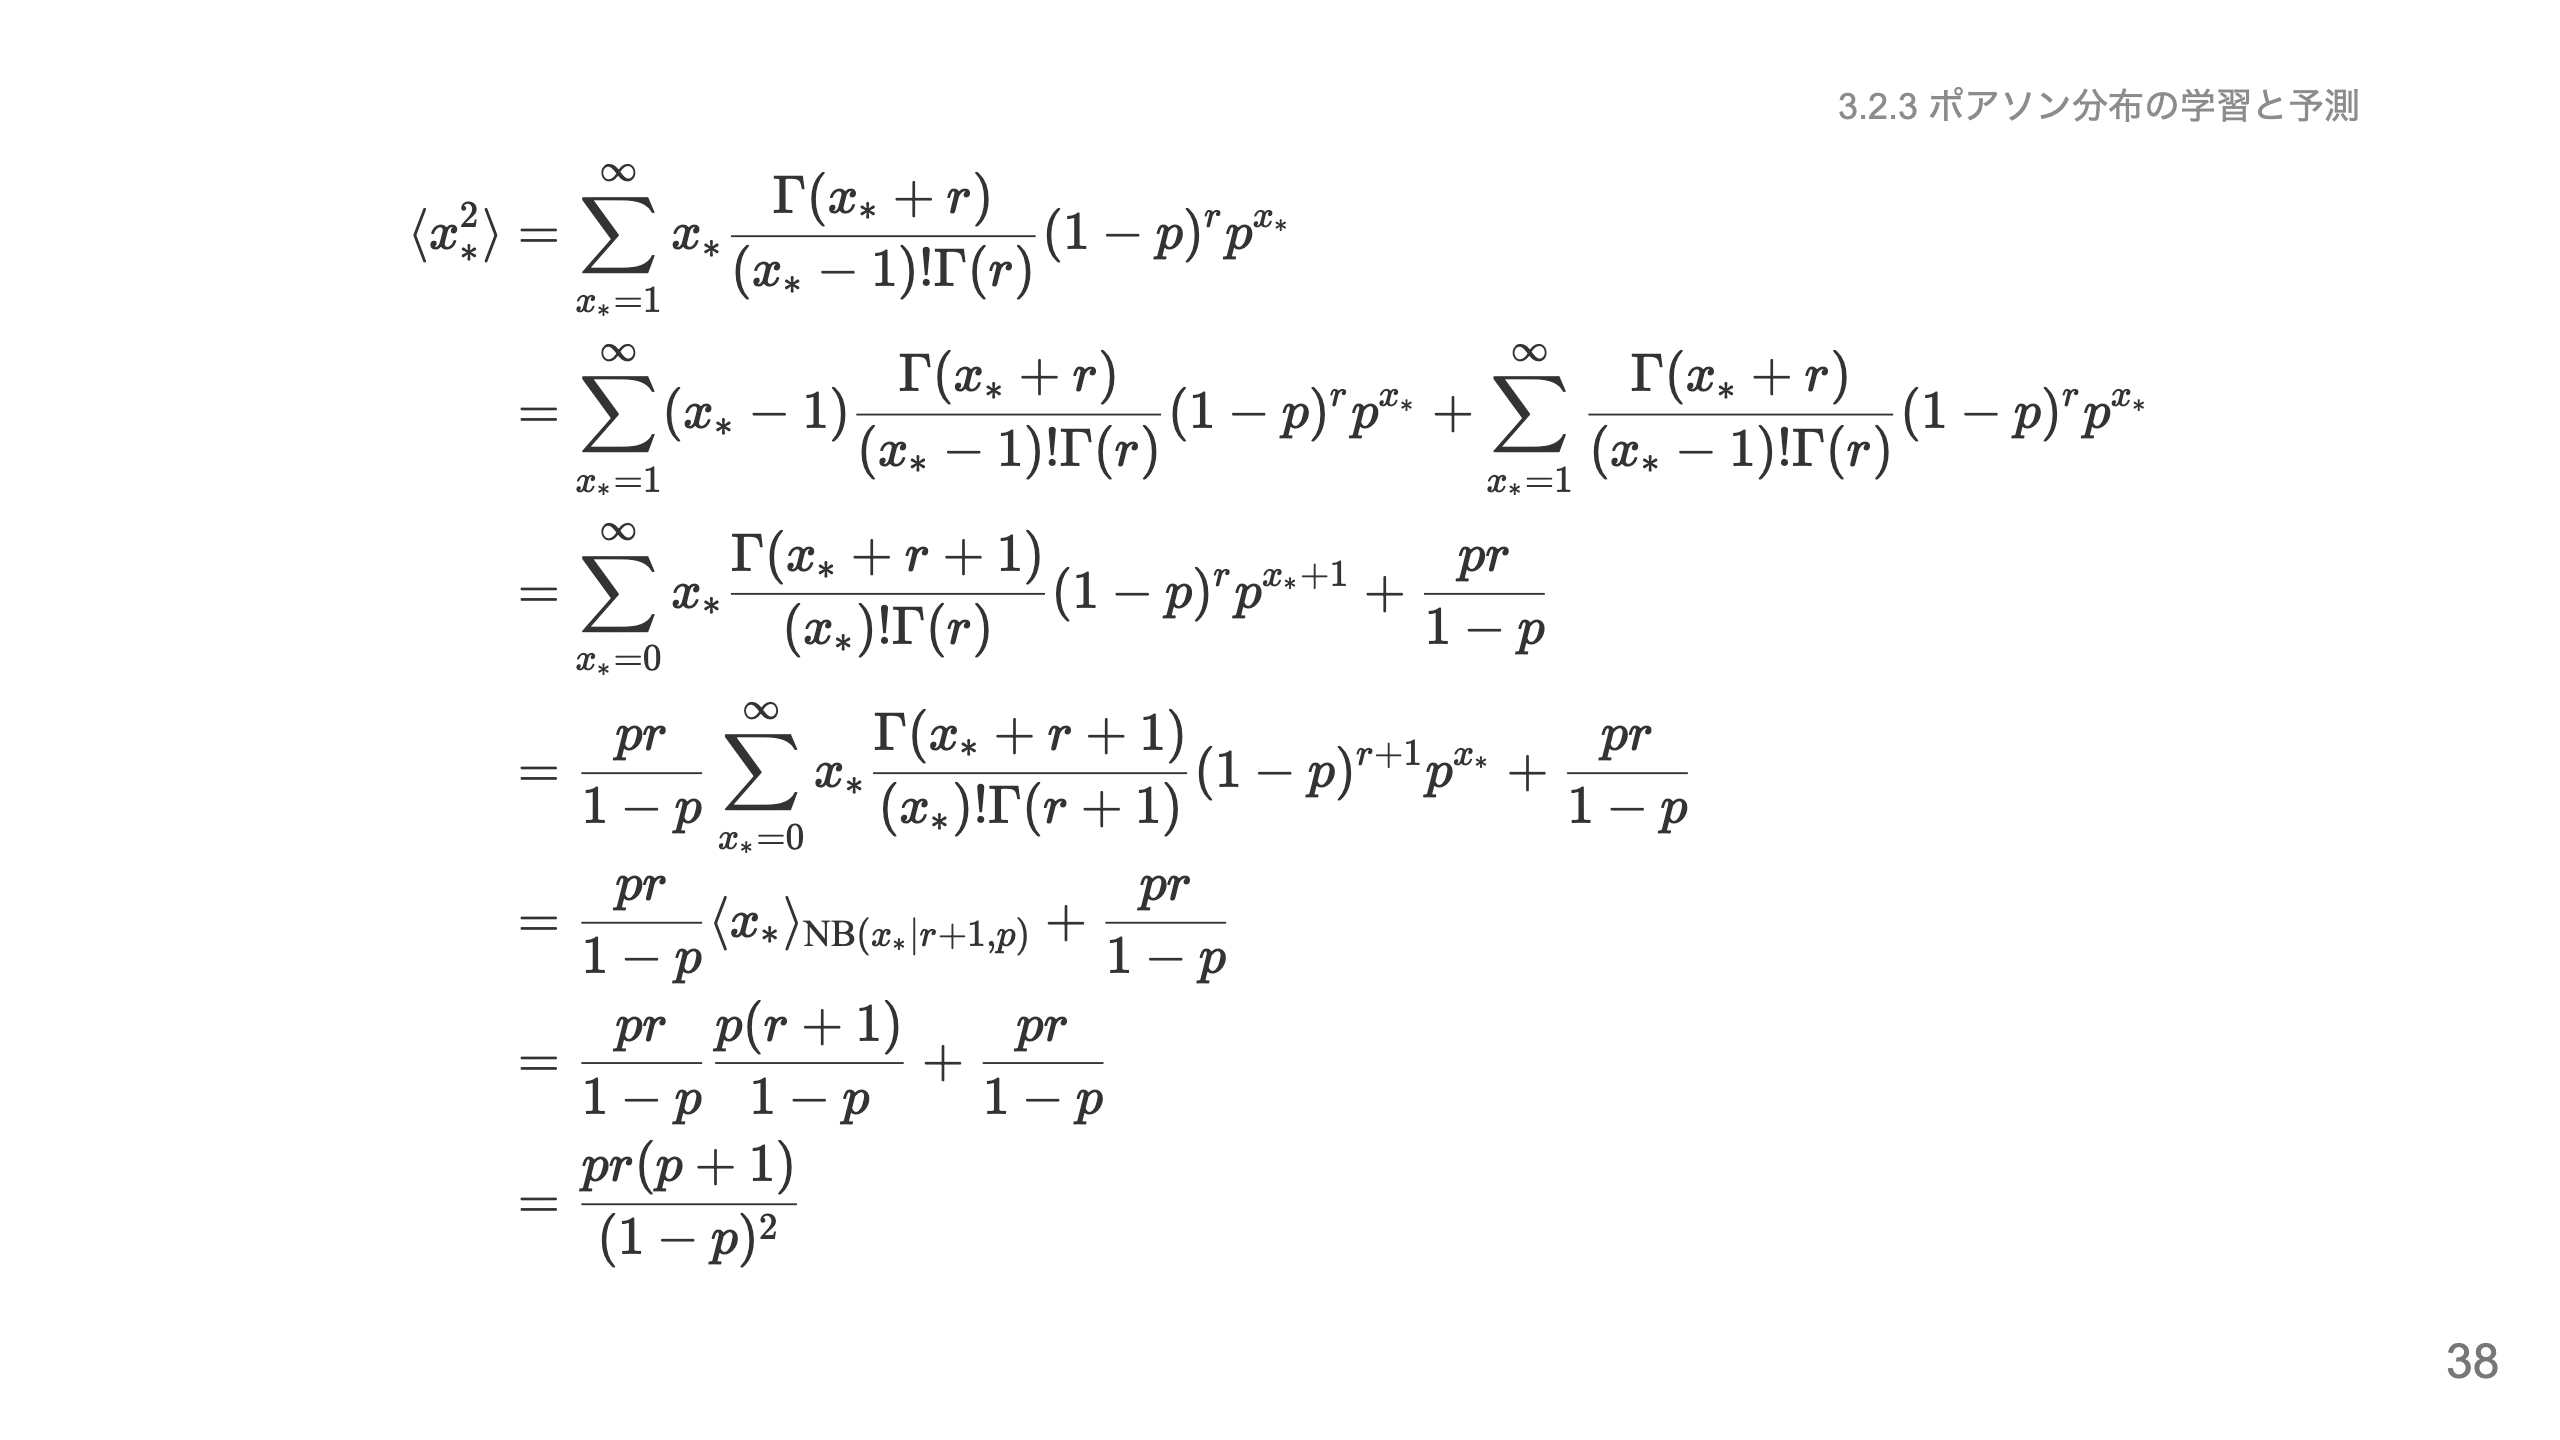 3.2.3 ポアソン分布の学習と予測
$\langle x_*^2 \rangle = \sum_{x_*=1}^{\infty} x_* \frac{\Gamma(x_* + r)}{(x_* - 1)!\Gamma(r)} (1 - p)^r p^{x_*}$
$= \sum_{x_*=1}^{\infty} (x_* - 1) \frac{\Gamma(x_* + r)}{(x_* - 1)!\Gamma(r)} (1 - p)^r p^{x_*} + \sum_{x_*=1}^{\infty} \frac{\Gamma(x_* + r)}{(x_* - 1)!\Gamma(r)} (1 - p)^r p^{x_*}$
$= \sum_{x_*=0}^{\infty} x_* \frac{\Gamma(x_* + r + 1)}{(x_*)!\Gamma(r)} (1 - p)^r p^{x_*+1} + \frac{pr}{1 - p}$
$= \frac{pr}{1 - p} \sum_{x_*=0}^{\infty} x_* \frac{\Gamma(x_* + r + 1)}{(x_*)!\Gamma(r + 1)} (1 - p)^{r+1} p^{x_*} + \frac{pr}{1 - p}$
$= \frac{pr}{1 - p} \langle x_* \rangle_{\mathrm{NB}(x_*|r+1,p)} + \frac{pr}{1 - p}$
$= \frac{pr}{1 - p} \frac{p(r + 1)}{1 - p} + \frac{pr}{1 - p}$
$= \frac{pr(p + 1)}{(1 - p)^2}$
38